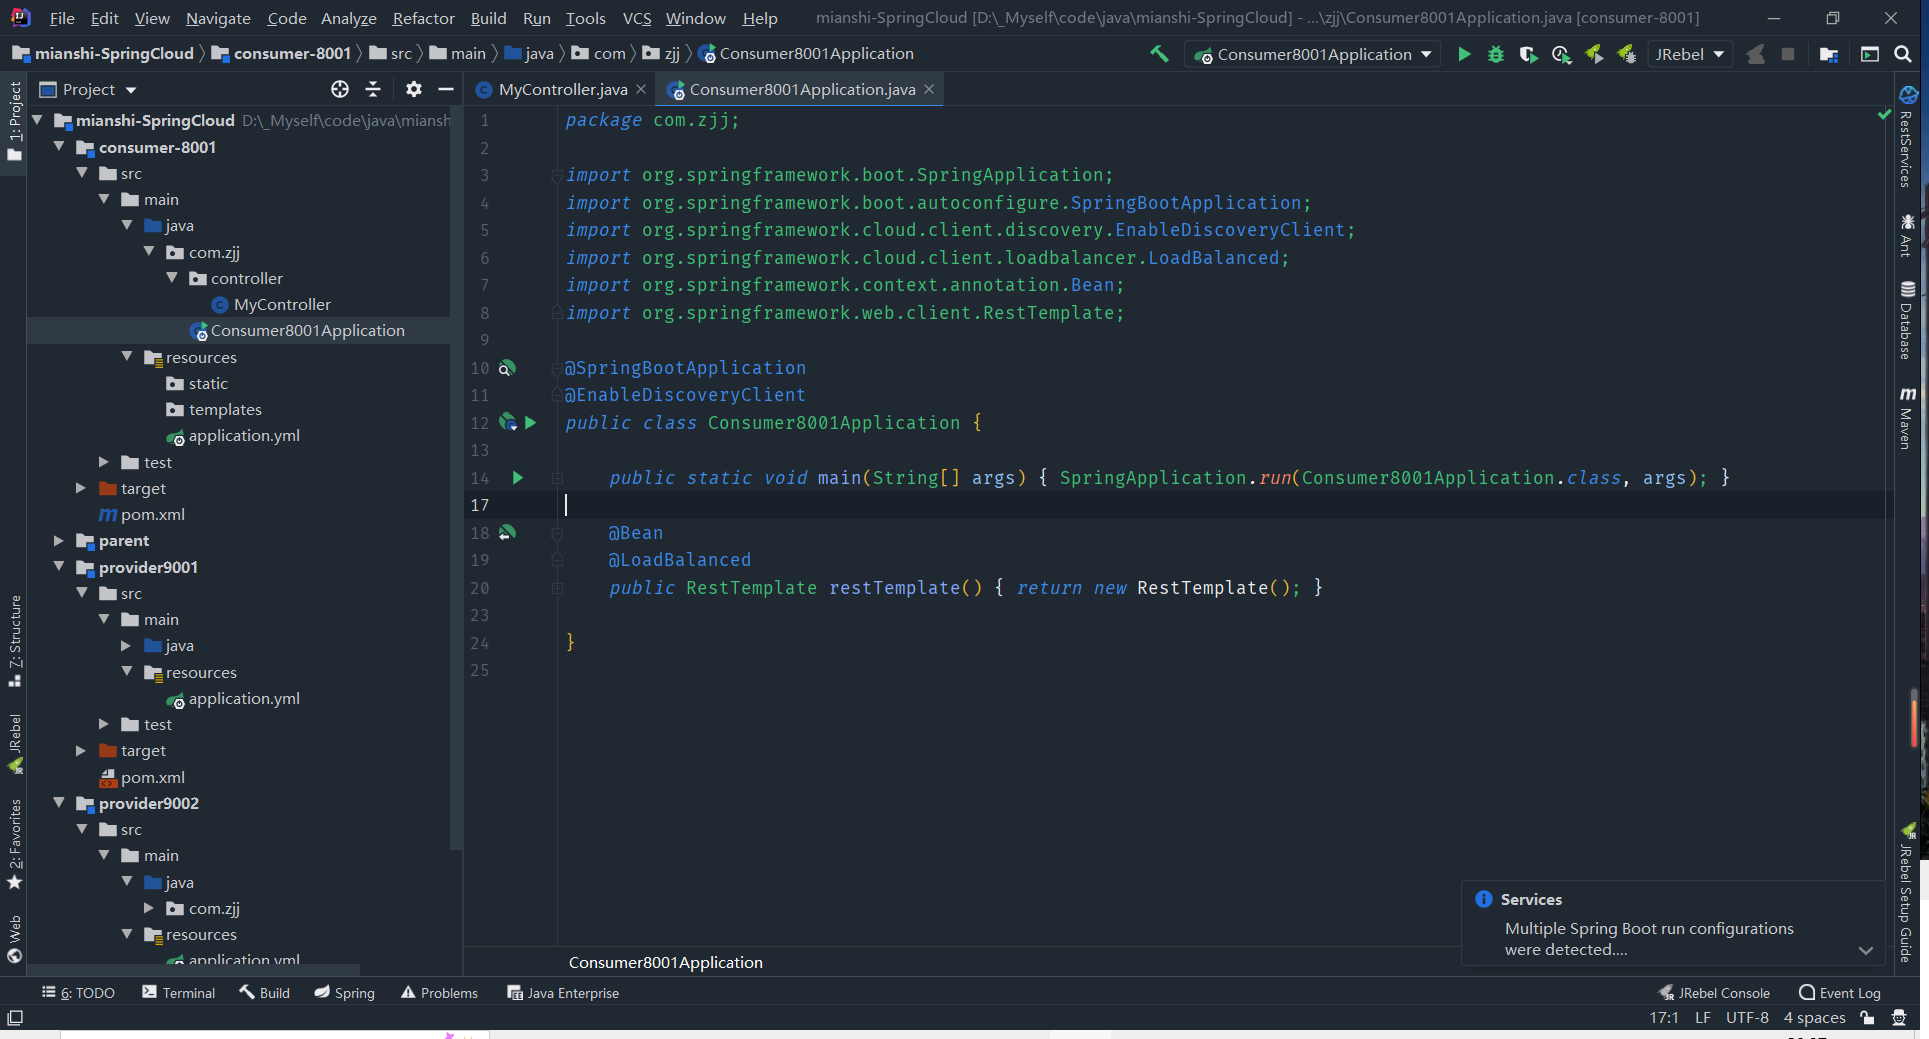 File Edit View Navigate Code Analyze Refactor Build Run Tools VCS Window Help mianshi-SpringCloud [D:\_Myself\code\java\mianshi-SpringCloud] - ...\zjj\Consumer8001Application.java [consumer-8001]
mianshi-SpringCloud consumer-8001 src main java com zjj Consumer8001Application Consumer8001Application JRebel
Project
MyController.java Consumer8001Application.java
mianshi-SpringCloud D:\_Myself\code\java\miansh
consumer-8001
src
main
java
com.zjj
controller
MyController
Consumer8001Application
resources
static
templates
application.yml
test
target
pom.xml
parent
provider9001
src
main
java
resources
application.yml
test
target
pom.xml
provider9002
src
main
java
com.zjj
resources
application.yml
1 package com.zjj;
2
3 import org.springframework.boot.SpringApplication;
4 import org.springframework.boot.autoconfigure.SpringBootApplication;
5 import org.springframework.cloud.client.discovery.EnableDiscoveryClient;
6 import org.springframework.cloud.client.loadbalancer.LoadBalanced;
7 import org.springframework.context.annotation.Bean;
8 import org.springframework.web.client.RestTemplate;
9
10 @SpringBootApplication
11 @EnableDiscoveryClient
12 public class Consumer8001Application {
13
14 public static void main(String[] args) { SpringApplication.run(Consumer8001Application.class, args); }
17
18 @Bean
19 @LoadBalanced
20 public RestTemplate restTemplate() { return new RestTemplate(); }
23
24 }
25
Consumer8001Application
1: Project
7: Structure
JRebel
2: Favorites
Web
RestServices
Ant
Database
m Maven
JRebel Setup Guide
Services
Multiple Spring Boot run configurations
were detected....
6: TODO Terminal Build Spring Problems Java Enterprise JRebel Console Event Log
17:1 LF UTF-8 4 spaces